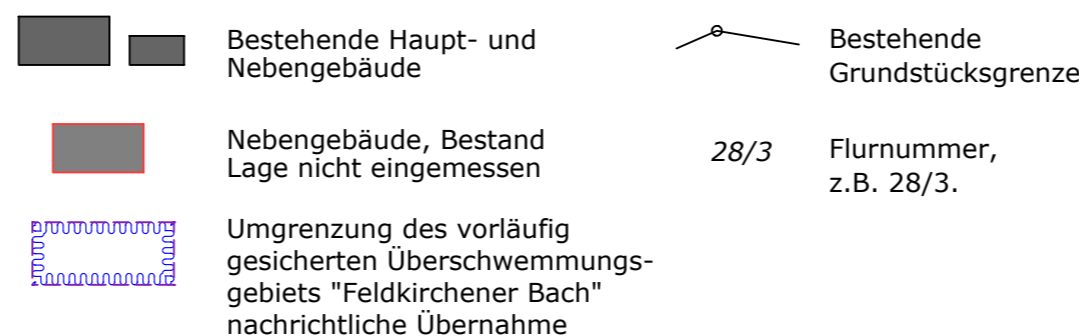 Bestehende Haupt- und
Nebengebäude
Bestehende
Grundstücksgrenze
Nebengebäude, Bestand
Lage nicht eingemessen
28/3
Flurnummer,
z.B. 28/3.
Umgrenzung des vorläufig
gesicherten Überschwemmungs-
gebiets "Feldkirchener Bach"
nachrichtliche Übernahme